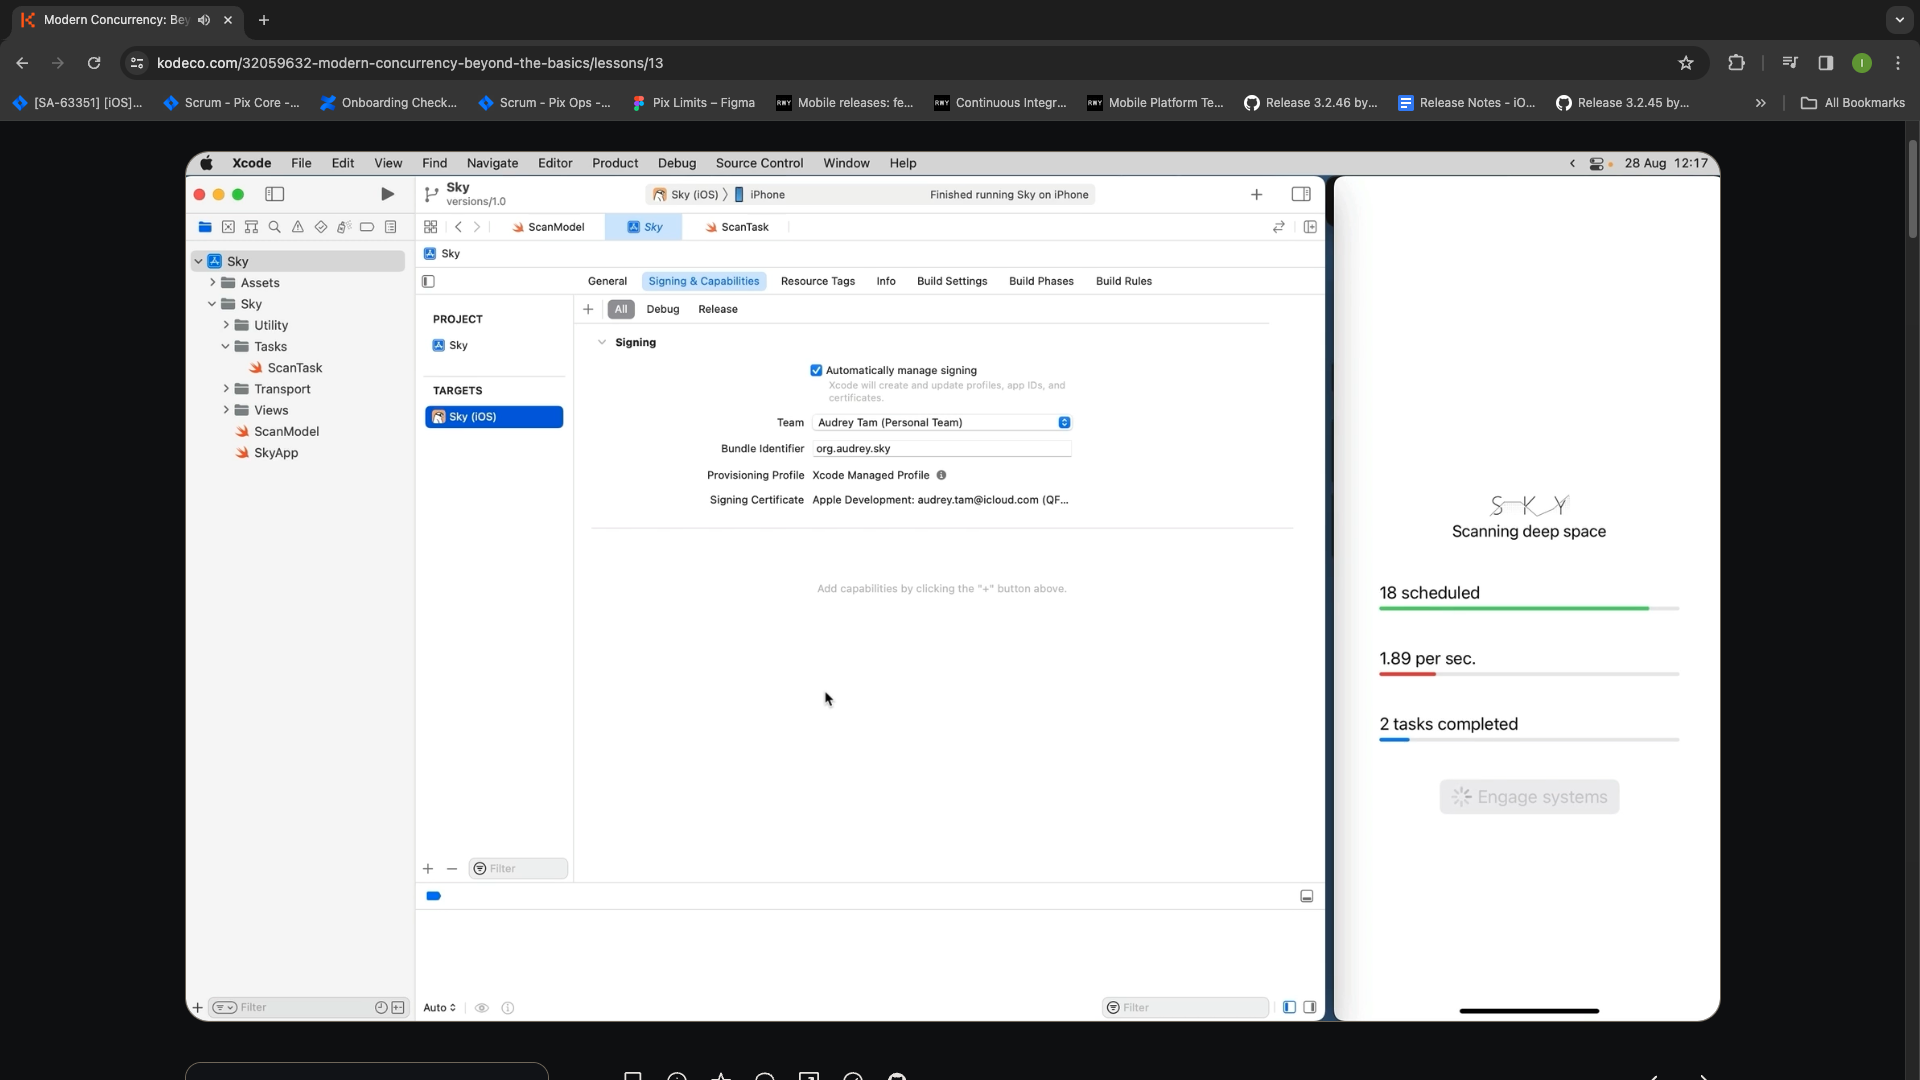 Modern Concurrency: Bey
kodeco.com/32059632-modern-concurrency-beyond-the-basics/lessons/13
I
[SA-63351] [iOS]...
Scrum - Pix Core -...
Onboarding Check...
Scrum - Pix Ops -...
Pix Limits – Figma
RWY Mobile releases: fe...
RWY Continuous Integr...
RWY Mobile Platform Te...
Release 3.2.46 by...
Release Notes - iO...
Release 3.2.45 by...
All Bookmarks
Xcode File Edit View Find Navigate Editor Product Debug Source Control Window Help
28 Aug 12:17
Sky
versions/1.0
Sky (iOS) 〉 iPhone
Finished running Sky on iPhone
ScanModel
Sky
ScanTask
Sky
Sky
Assets
Sky
Utility
Tasks
ScanTask
Transport
Views
ScanModel
SkyApp
General Signing & Capabilities Resource Tags Info Build Settings Build Phases Build Rules
All Debug Release
PROJECT
Sky
TARGETS
Sky (iOS)
Signing
Automatically manage signing
Xcode will create and update profiles, app IDs, and
certificates.
Team Audrey Tam (Personal Team)
Bundle Identifier org.audrey.sky
Provisioning Profile Xcode Managed Profile
Signing Certificate Apple Development: audrey.tam@icloud.com (QF...
Add capabilities by clicking the "+" button above.
Filter
Filter
Auto
Filter
S K Y
Scanning deep space
18 scheduled
1.89 per sec.
2 tasks completed
Engage systems